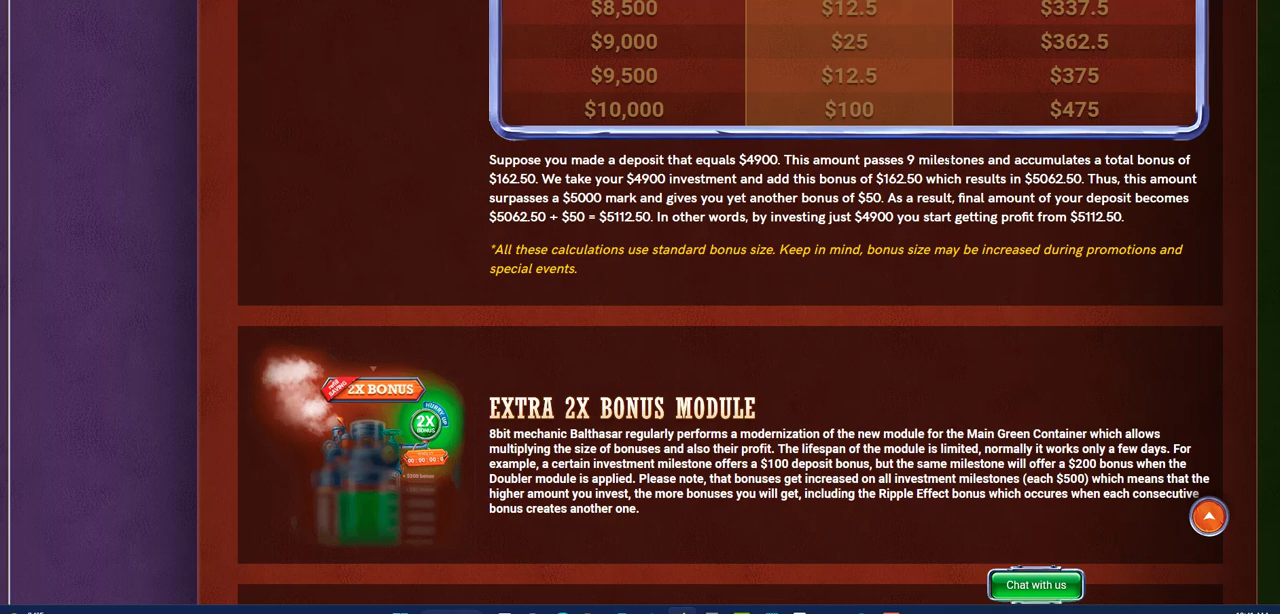 $8,500 $12.5 $337.5
$9,000 $25 $362.5
$9,500 $12.5 $375
$10,000 $100 $475
Suppose you made a deposit that equals $4900. This amount passes 9 milestones and accumulates a total bonus of
$162.50. We take your $4900 investment and add this bonus of $162.50 which results in $5062.50. Thus, this amount
surpasses a $5000 mark and gives you yet another bonus of $50. As a result, final amount of your deposit becomes
$5062.50 + $50 = $5112.50. In other words, by investing just $4900 you start getting profit from $5112.50.
*All these calculations use standard bonus size. Keep in mind, bonus size may be increased during promotions and
special events.
2X BONUS
HURRY UP
2X
BONUS
EXTRA 2X BONUS MODULE
8bit mechanic Balthasar regularly performs a modernization of the new module for the Main Green Container which allows
multiplying the size of bonuses and also their profit. The lifespan of the module is limited, normally it works only a few days. For
example, a certain investment milestone offers a $100 deposit bonus, but the same milestone will offer a $200 bonus when the
Doubler module is applied. Please note, that bonuses get increased on all investment milestones (each $500) which means that the
higher amount you invest, the more bonuses you will get, including the Ripple Effect bonus which occures when each consecutive
bonus creates another one.
Chat with us